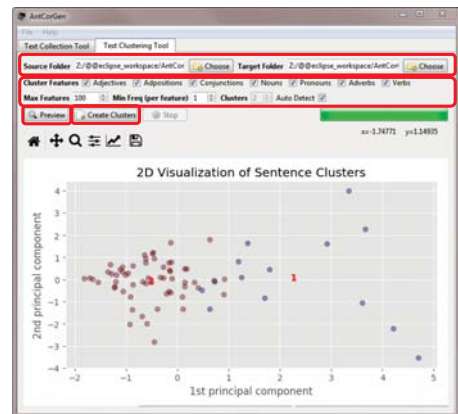 AntCorGen
File Help
Text Collection Tool Text Clustering Tool
Source Folder Z:/@@eclipse_workspace/AntCor Choose Target Folder Z:/@@eclipse_workspace/AntCorl Choose
Cluster Features Adjectives Adpositions Conjunctions Nouns Pronouns Adverbs Verbs
Max Features 100 Min Freq (per feature) 1 Clusters 2 Auto Detect
Preview Create Clusters Stop
x=-1.74771 y=1.14935
2D Visualization of Sentence Clusters
4
3
2
1
0
−1
−2
−3
−4
2nd principal component
1
−2 −1 0 1 2 3 4 5
1st principal component